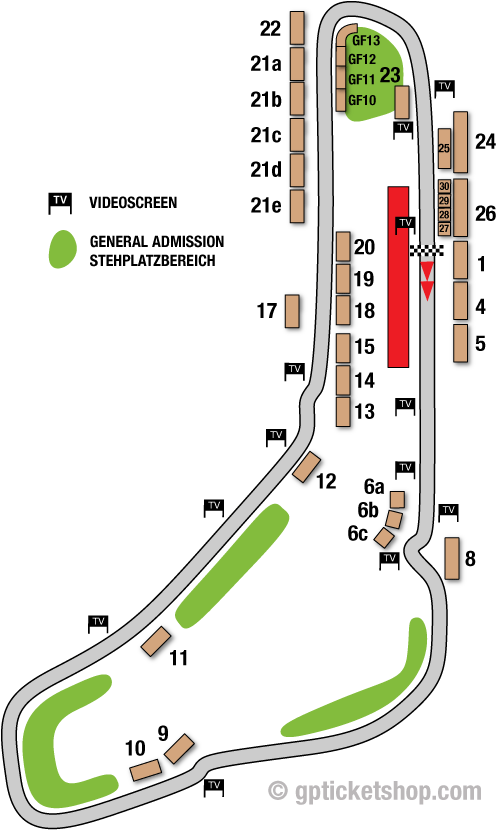 22
GF13
21a
GF12
GF11
23
TV
21b
GF10
TV
21c
25
24
21d
30
TV
VIDEOSCREEN
29
26
21e
28
TV
27
GENERAL ADMISSION
STEHPLATZBEREICH
20
1
19
17
18
4
15
5
TV
14
TV
13
TV
TV
12
6a
TV
6b
TV
6c
8
TV
TV
11
9
10
TV
© gpticketshop.com